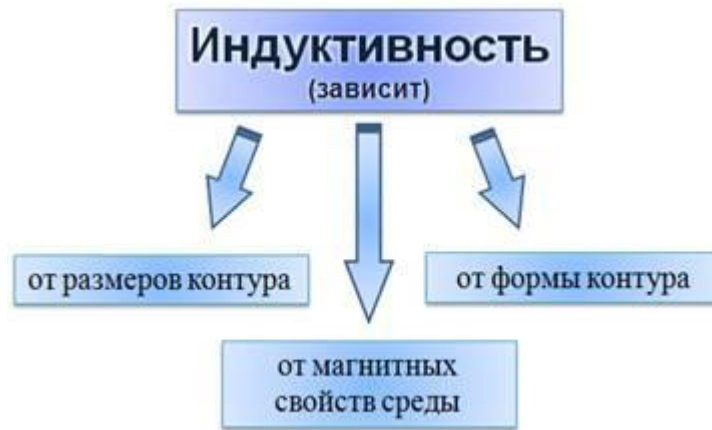 Индуктивность
(зависит)
от размеров контура
от формы контура
от магнитных
свойств среды